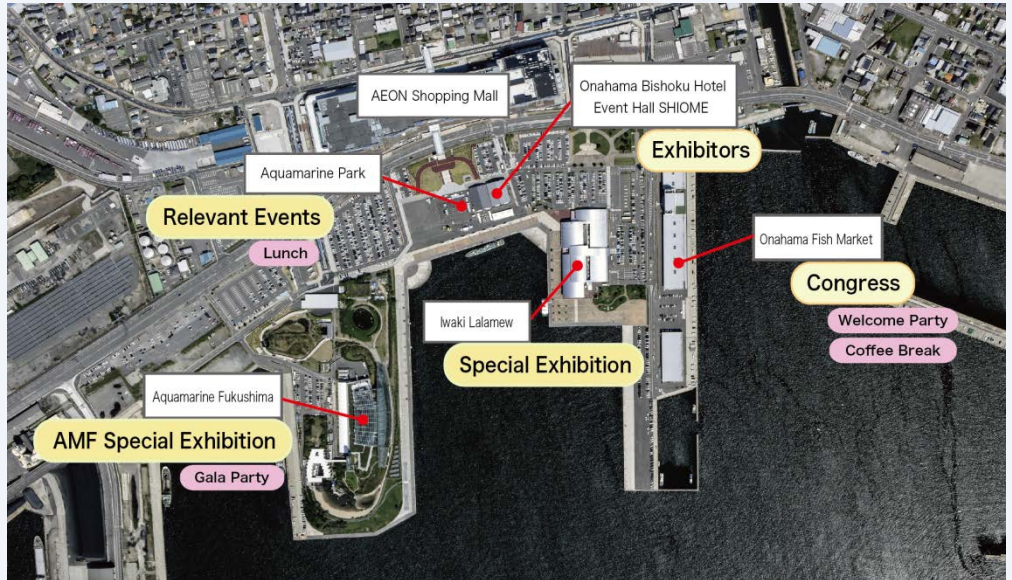 AEON Shopping Mall
Onahama Bishoku Hotel
Event Hall SHIOME
Exhibitors
Aquamarine Park
Relevant Events
Lunch
Onahama Fish Market
Congress
Welcome Party
Coffee Break
Iwaki Lalamew
Special Exhibition
Aquamarine Fukushima
AMF Special Exhibition
Gala Party